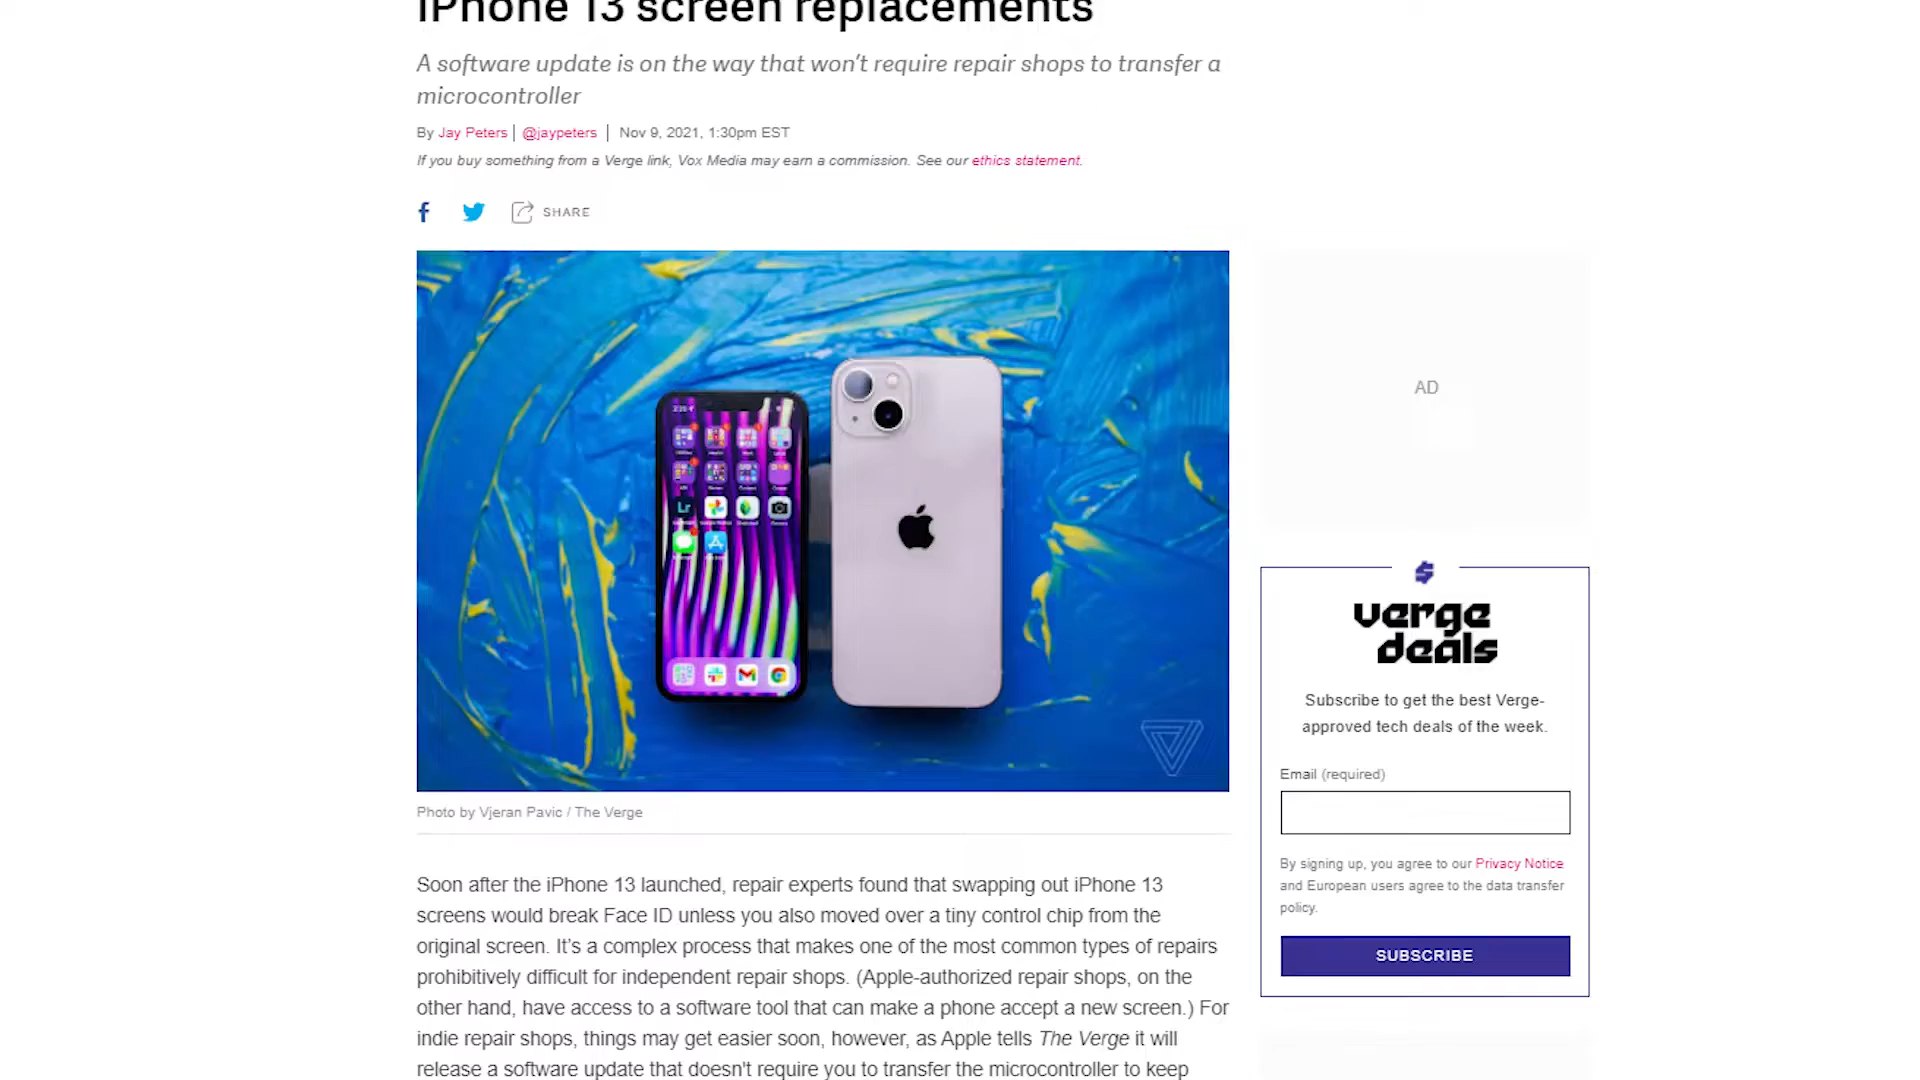 iPhone 13 screen replacements
A software update is on the way that won't require repair shops to transfer a
microcontroller
By Jay Peters | @jaypeters | Nov 9, 2021, 1:30pm EST
If you buy something from a Verge link, Vox Media may earn a commission. See our ethics statement.
SHARE
AD
Lr
verge
deals
Subscribe to get the best Verge-
approved tech deals of the week.
Email (required)
Photo by Vjeran Pavic / The Verge
By signing up, you agree to our Privacy Notice
and European users agree to the data transfer
policy.
SUBSCRIBE
Soon after the iPhone 13 launched, repair experts found that swapping out iPhone 13
screens would break Face ID unless you also moved over a tiny control chip from the
original screen. It's a complex process that makes one of the most common types of repairs
prohibitively difficult for independent repair shops. (Apple-authorized repair shops, on the
other hand, have access to a software tool that can make a phone accept a new screen.) For
indie repair shops, things may get easier soon, however, as Apple tells The Verge it will
release a software update that doesn't require you to transfer the microcontroller to keep